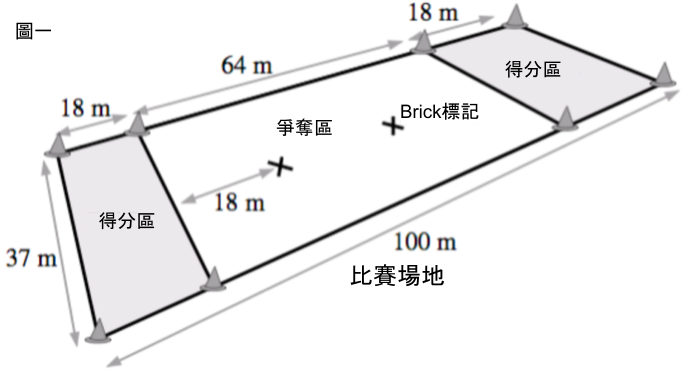 圖一
18 m
64 m
得分區
18 m
Brick標記
爭奪區
18 m
得分區
37 m
100 m
比賽場地